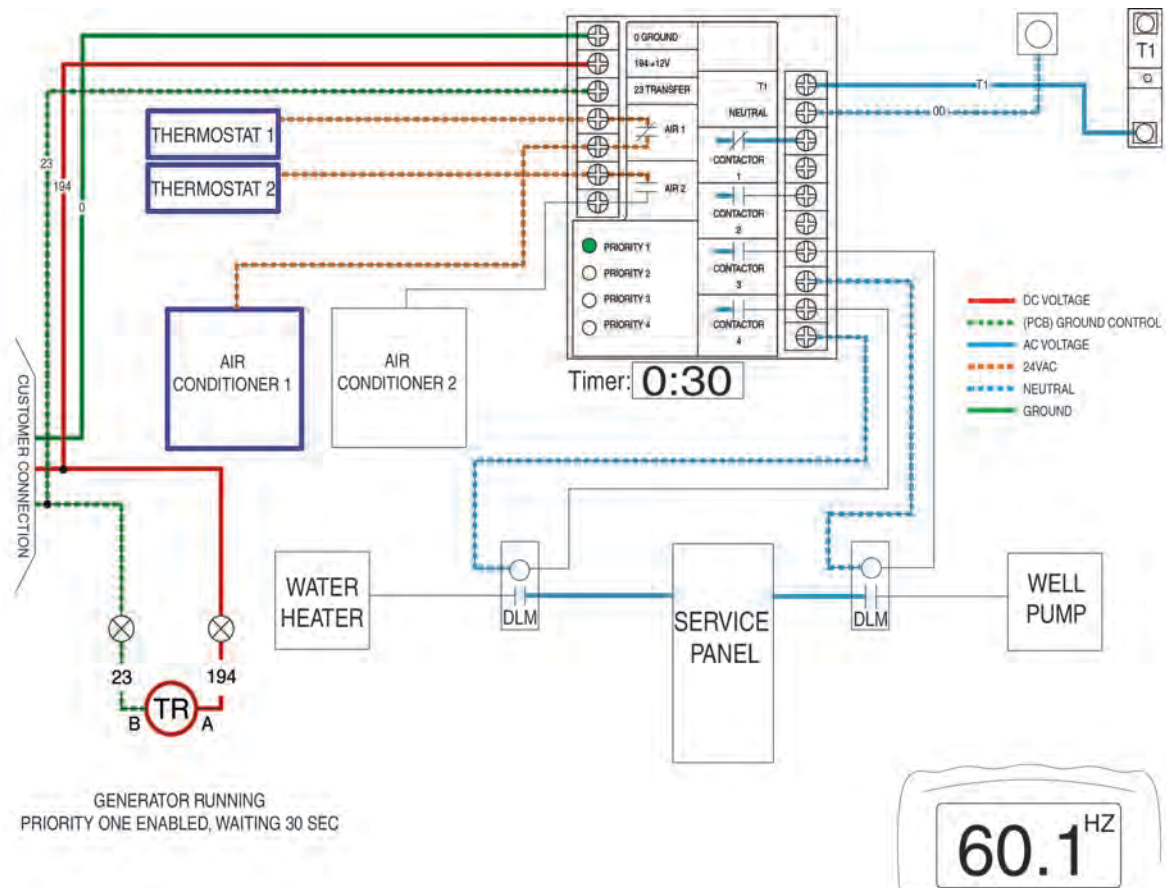 0 GROUND
194 +12V
23 TRANSFER
T1
NEUTRAL
AIR 1
CONTACTOR
1
AIR 2
CONTACTOR
2
PRIORITY 1
PRIORITY 2
PRIORITY 3
PRIORITY 4
CONTACTOR
3
CONTACTOR
4
Timer: 0:30
T1
00
T1
THERMOSTAT 1
THERMOSTAT 2
23
194
0
AIR
CONDITIONER 1
AIR
CONDITIONER 2
DC VOLTAGE
(PCB) GROUND CONTROL
AC VOLTAGE
24VAC
NEUTRAL
GROUND
CUSTOMER CONNECTION
WATER
HEATER
DLM
SERVICE
PANEL
DLM
WELL
PUMP
23
194
B
TR
A
GENERATOR RUNNING
PRIORITY ONE ENABLED, WAITING 30 SEC
60.1 HZ